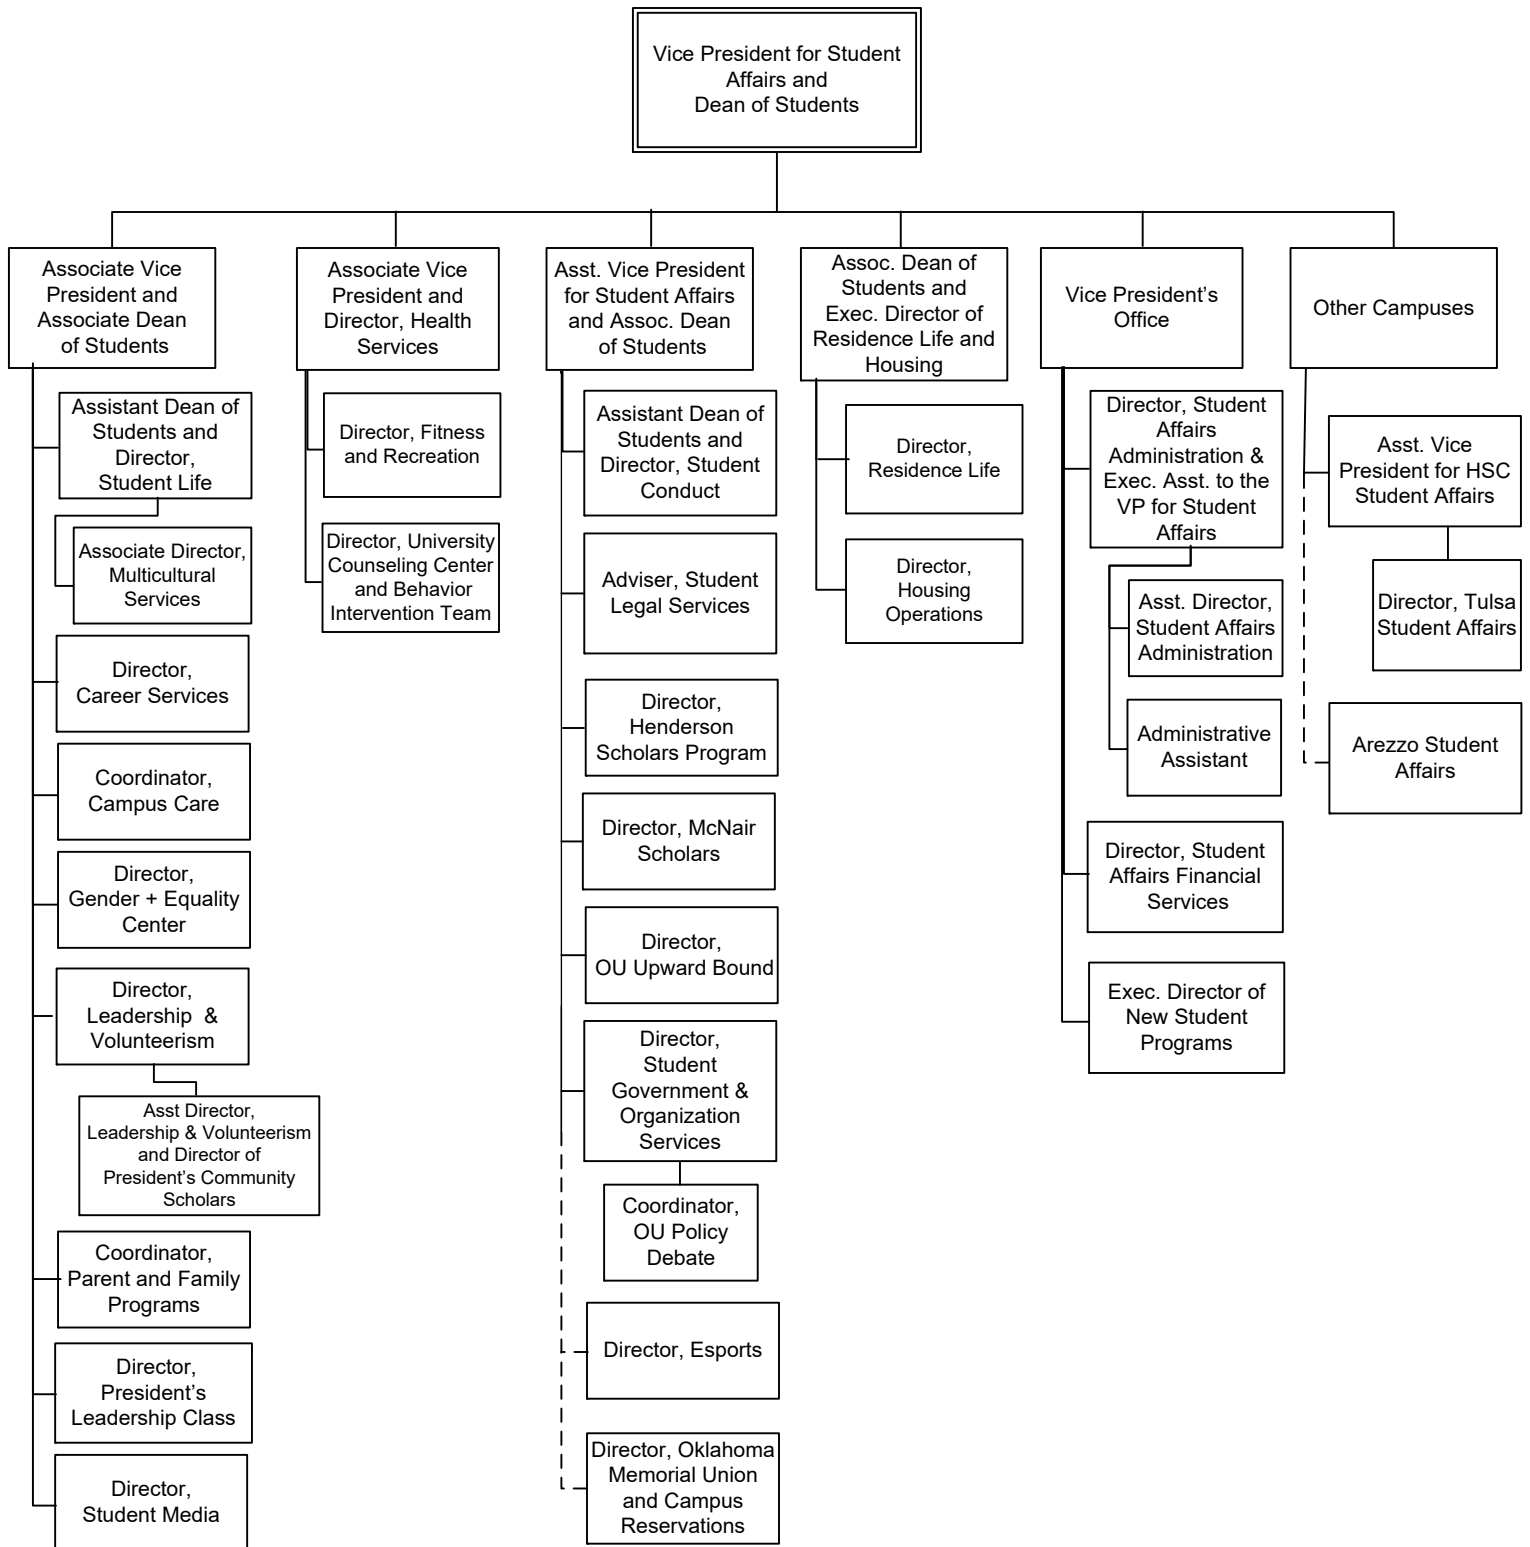 Vice President for Student
Affairs and
Dean of Students
Associate Vice
President and
Associate Dean
of Students
Assistant Dean of
Students and
Director,
Student Life
Associate Director,
Multicultural
Services
Director,
Career Services
Coordinator,
Campus Care
Director,
Gender + Equality
Center
Director,
Leadership &
Volunteerism
Asst Director,
Leadership & Volunteerism
and Director of
President’s Community
Scholars
Coordinator,
Parent and Family
Programs
Director,
President’s
Leadership Class
Director,
Student Media
Associate Vice
President and
Director, Health
Services
Director, Fitness
and Recreation
Director, University
Counseling Center
and Behavior
Intervention Team
Asst. Vice President
for Student Affairs
and Assoc. Dean
of Students
Assistant Dean of
Students and
Director, Student
Conduct
Adviser, Student
Legal Services
Director,
Henderson
Scholars Program
Director, McNair
Scholars
Director,
OU Upward Bound
Director,
Student
Government &
Organization
Services
Coordinator,
OU Policy
Debate
Director, Esports
Director, Oklahoma
Memorial Union
and Campus
Reservations
Assoc. Dean of
Students and
Exec. Director of
Residence Life and
Housing
Director,
Residence Life
Director,
Housing
Operations
Vice President’s
Office
Director, Student
Affairs
Administration &
Exec. Asst. to the
VP for Student
Affairs
Asst. Director,
Student Affairs
Administration
Administrative
Assistant
Director, Student
Affairs Financial
Services
Exec. Director of
New Student
Programs
Other Campuses
Asst. Vice
President for HSC
Student Affairs
Director, Tulsa
Student Affairs
Arezzo Student
Affairs